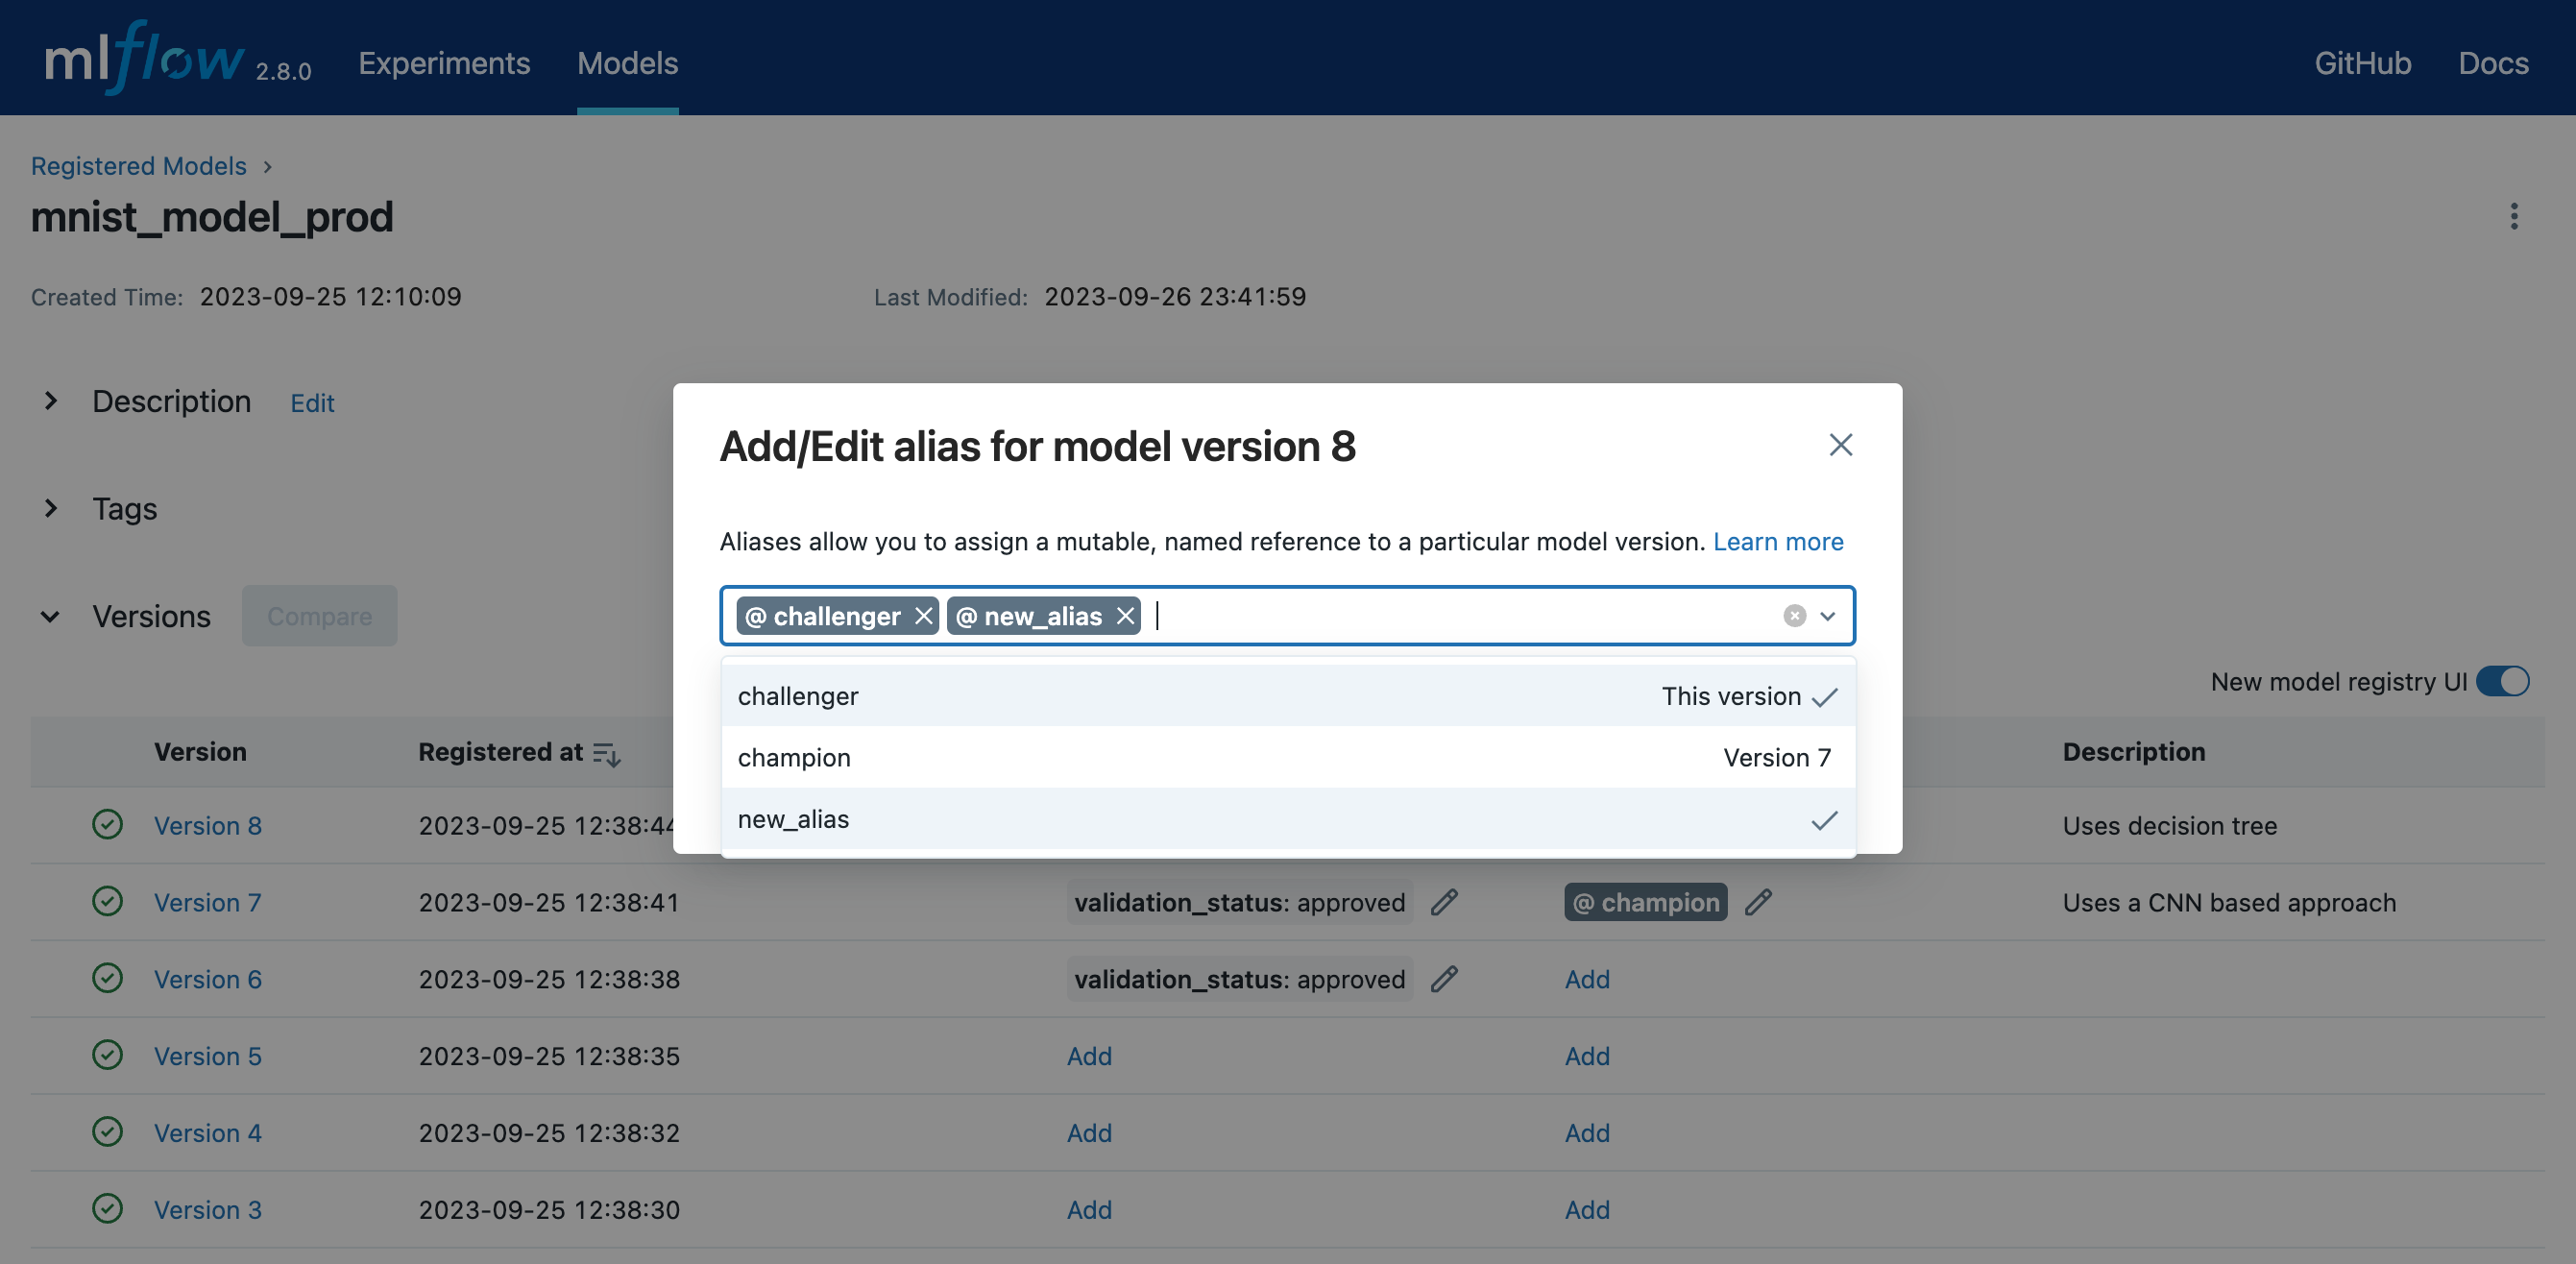 mlflow 2.8.0 Experiments Models GitHub Docs
Registered Models
mnist_model_prod
Created Time: 2023-09-25 12:10:09 Last Modified: 2023-09-26 23:41:59
Description Edit
Tags
Versions Compare
Add/Edit alias for model version 8
Aliases allow you to assign a mutable, named reference to a particular model version. Learn more
@ challenger @ new_alias
challenger This version
champion Version 7
new_alias
New model registry UI
Version Registered at Description
Version 8 2023-09-25 12:38:44 Uses decision tree
Version 7 2023-09-25 12:38:41 validation_status: approved @ champion Uses a CNN based approach
Version 6 2023-09-25 12:38:38 validation_status: approved Add
Version 5 2023-09-25 12:38:35 Add Add
Version 4 2023-09-25 12:38:32 Add Add
Version 3 2023-09-25 12:38:30 Add Add